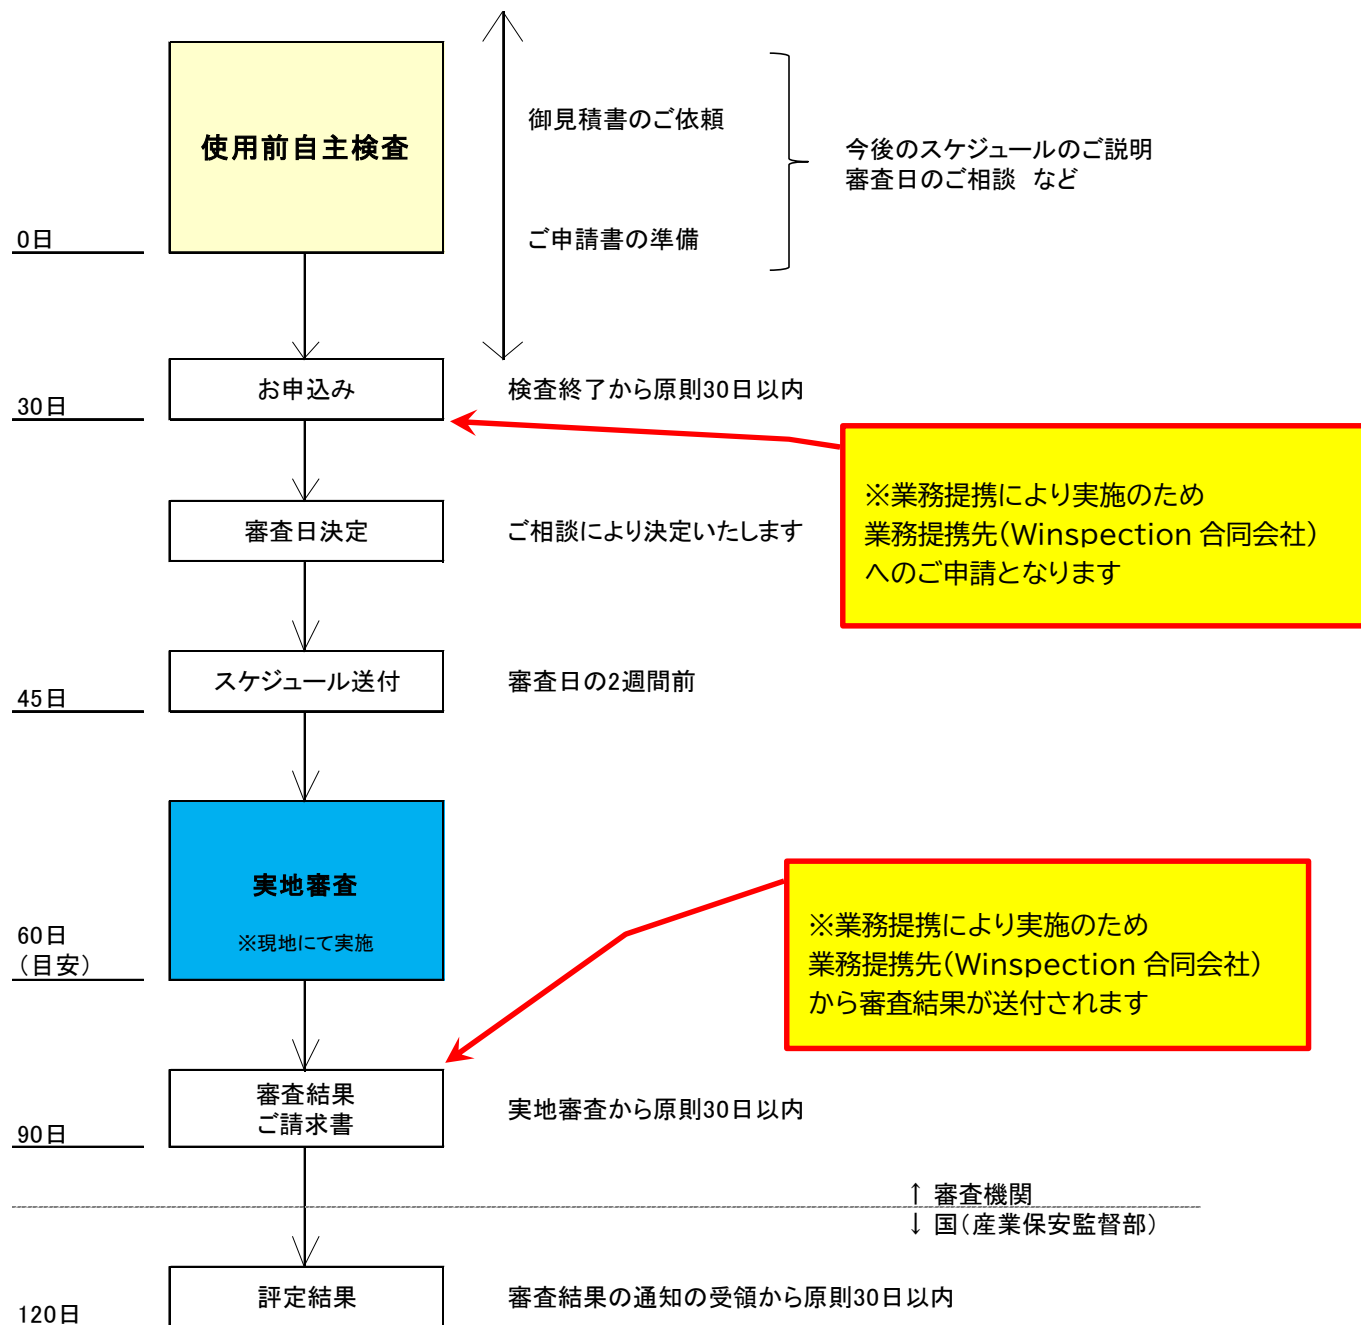 使用前自主検査
御見積書のご依頼
今後のスケジュールのご説明
審査日のご相談 など
0日
ご申請書の準備
お申込み
検査終了から原則30日以内
30日
※業務提携により実施のため
業務提携先(Winspection 合同会社)
へのご申請となります
審査日決定
ご相談により決定いたします
スケジュール送付
審査日の2週間前
45日
実地審査
※現地にて実施
60日
(目安)
※業務提携により実施のため
業務提携先(Winspection 合同会社)
から審査結果が送付されます
審査結果
ご請求書
実地審査から原則30日以内
90日
↑ 審査機関
↓ 国(産業保安監督部)
評定結果
審査結果の通知の受領から原則30日以内
120日